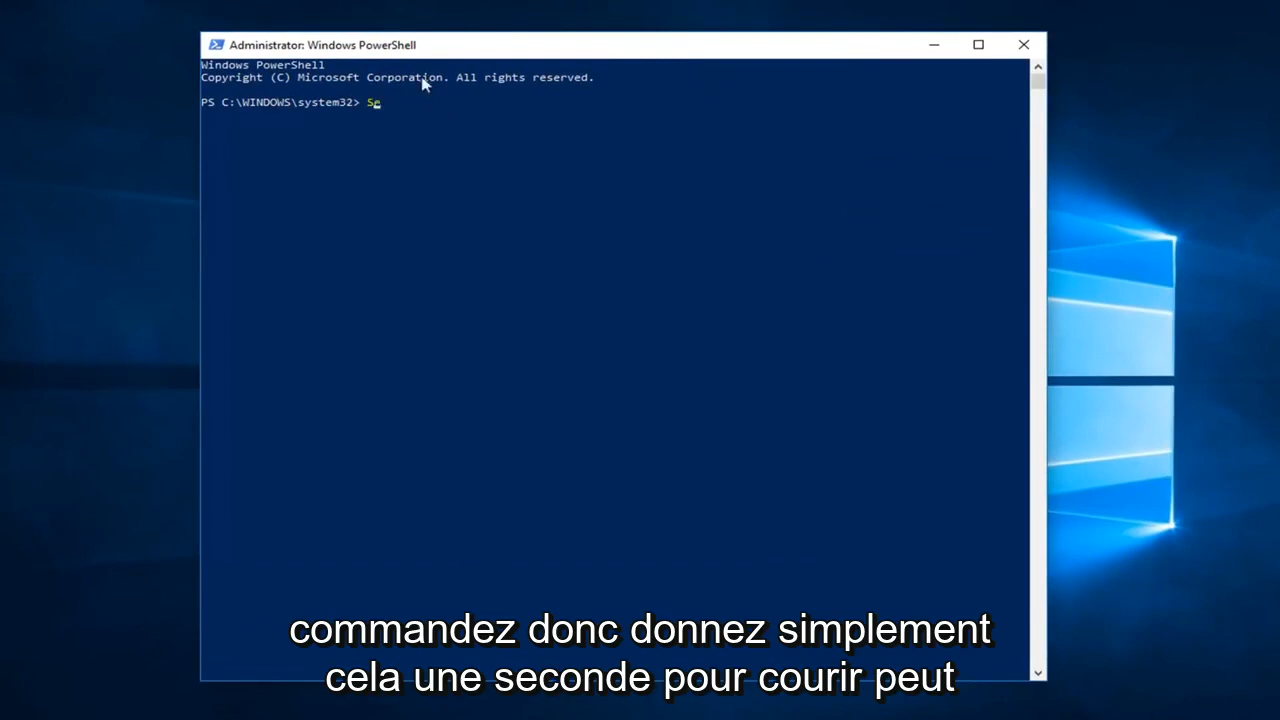 Administrator: Windows PowerShell
Windows PowerShell
Copyright (C) Microsoft Corporation. All rights reserved.
PS C:\WINDOWS\system32> Se
commandez donc donnez simplement
cela une seconde pour courir peut